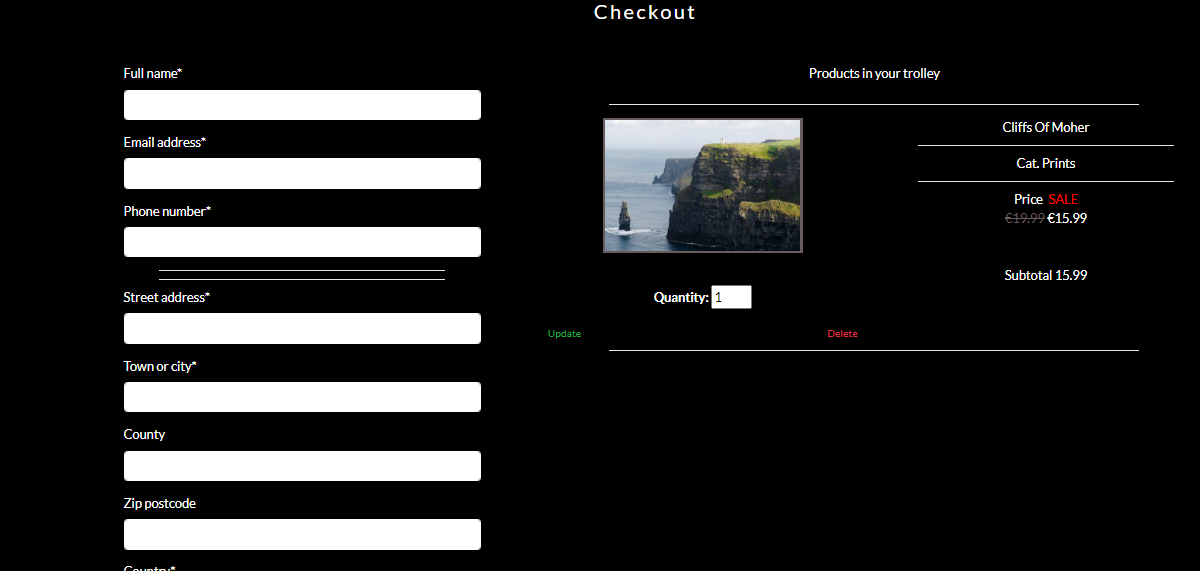 Checkout
Full name*
Email address*
Phone number*
Street address*
Town or city*
County
Zip postcode
Country*
Products in your trolley
Cliffs Of Moher
Cat. Prints
Price SALE
€19.99 €15.99
Subtotal 15.99
Quantity: 1
Update
Delete